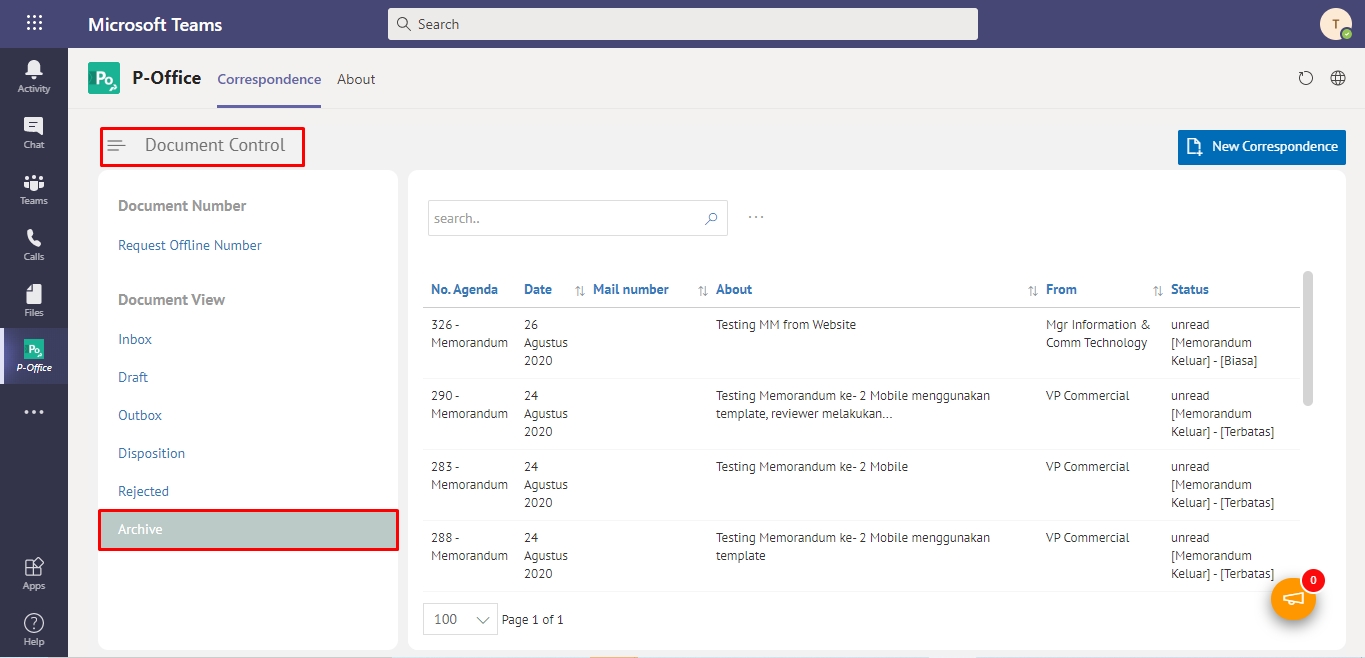 Microsoft Teams
Search
T
Activity
Chat
Teams
Calls
Files
P-Office
Apps
Help
Po
P-Office
Correspondence
About
Document Control
New Correspondence
Document Number
Request Offline Number
Document View
Inbox
Draft
Outbox
Disposition
Rejected
Archive
search..
No. Agenda Date Mail number About From Status
326 - 26 Testing MM from Website Mgr Information & unread
Memorandum Agustus Comm Technology [Memorandum
2020 Keluar] - [Biasa]
290 - 24 Testing Memorandum ke- 2 Mobile menggunakan VP Commercial unread
Memorandum Agustus template, reviewer melakukan... [Memorandum
2020 Keluar] - [Terbatas]
283 - 24 Testing Memorandum ke- 2 Mobile VP Commercial unread
Memorandum Agustus [Memorandum
2020 Keluar] - [Terbatas]
288 - 24 Testing Memorandum ke- 2 Mobile menggunakan VP Commercial unread
Memorandum Agustus template [Memorandum
2020 Keluar] - [Terbatas]
0
100 Page 1 of 1